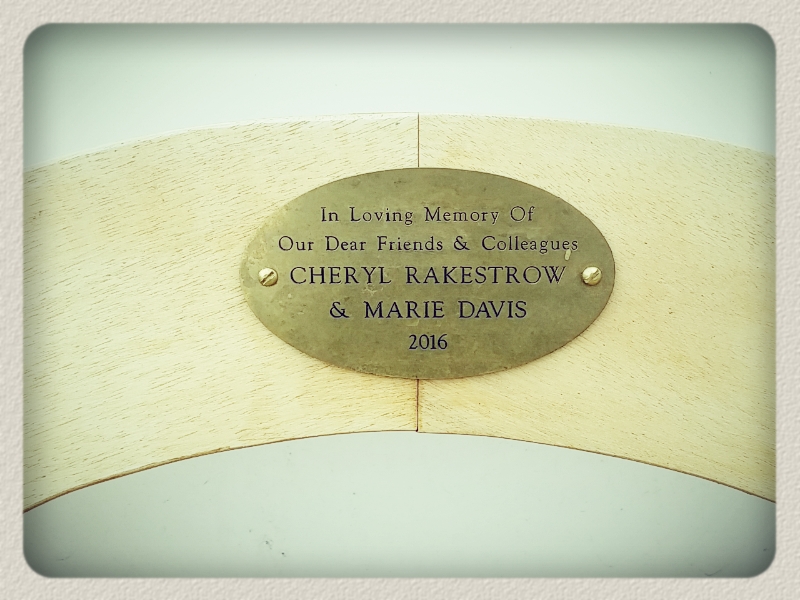 In Loving Memory Of
Our Dear Friends & Colleagues
CHERYL RAKESTROW
& MARIE DAVIS
2016